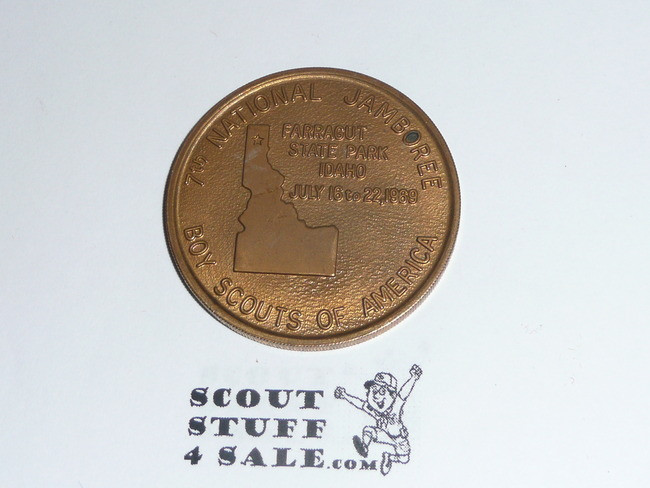 7TH NATIONAL JAMBOREE
FARRAGUT
STATE PARK
IDAHO
JULY 16 to 22, 1969
BOY SCOUTS OF AMERICA
SCOUT
STUFF
4 SALE.COM